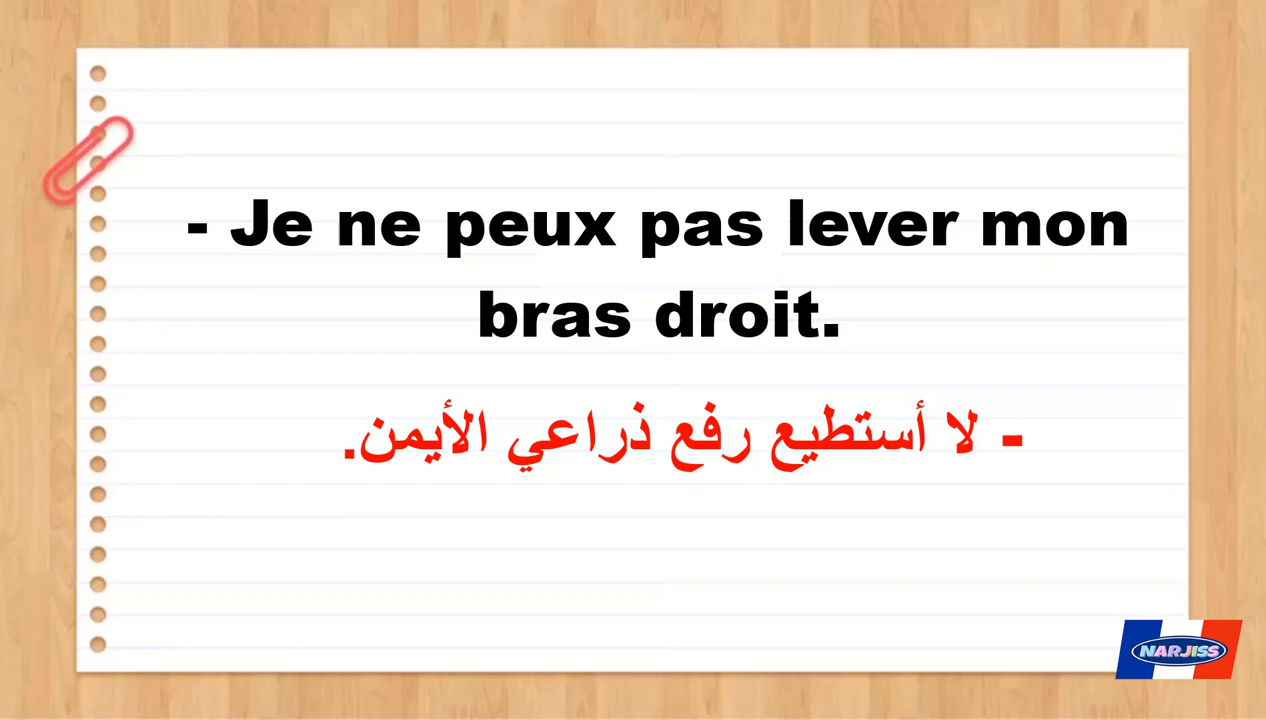 - Je ne peux pas lever mon
bras droit.
- لا أستطيع رفع ذراعي الأيمن.
NARJISS